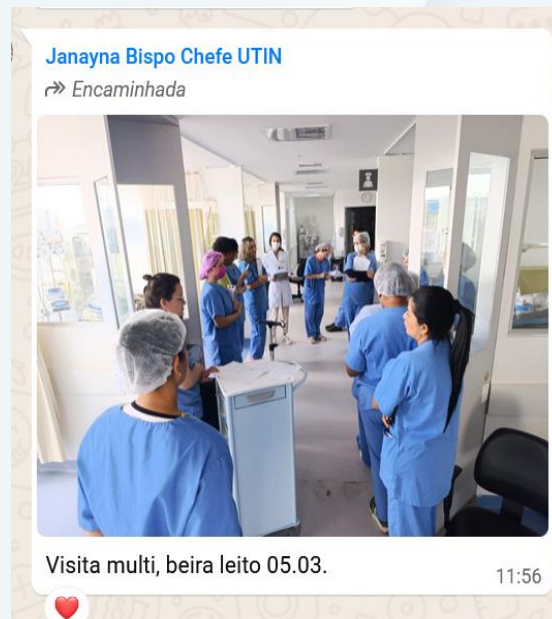 Janayna Bispo Chefe UTIN
Encaminhada
Visita multi, beira leito 05.03.
11:56